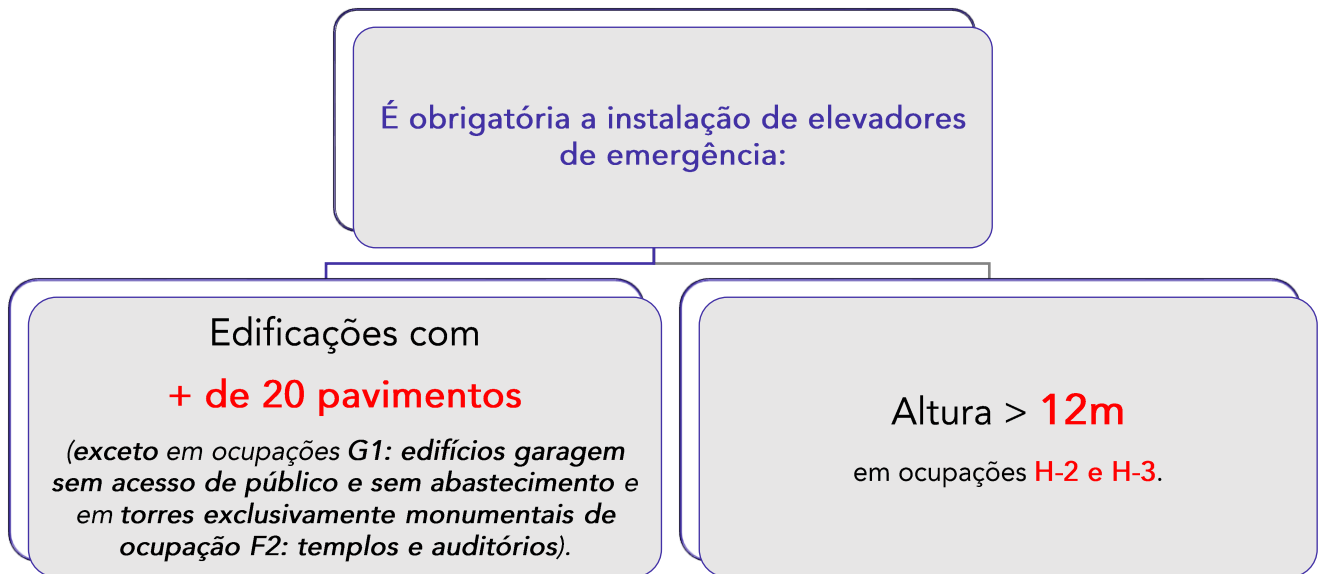 É obrigatória a instalação de elevadores
de emergência:
Edificações com
+ de 20 pavimentos
(exceto em ocupações G1: edifícios garagem
sem acesso de público e sem abastecimento e
em torres exclusivamente monumentais de
ocupação F2: templos e auditórios).
Altura > 12m
em ocupações H-2 e H-3.